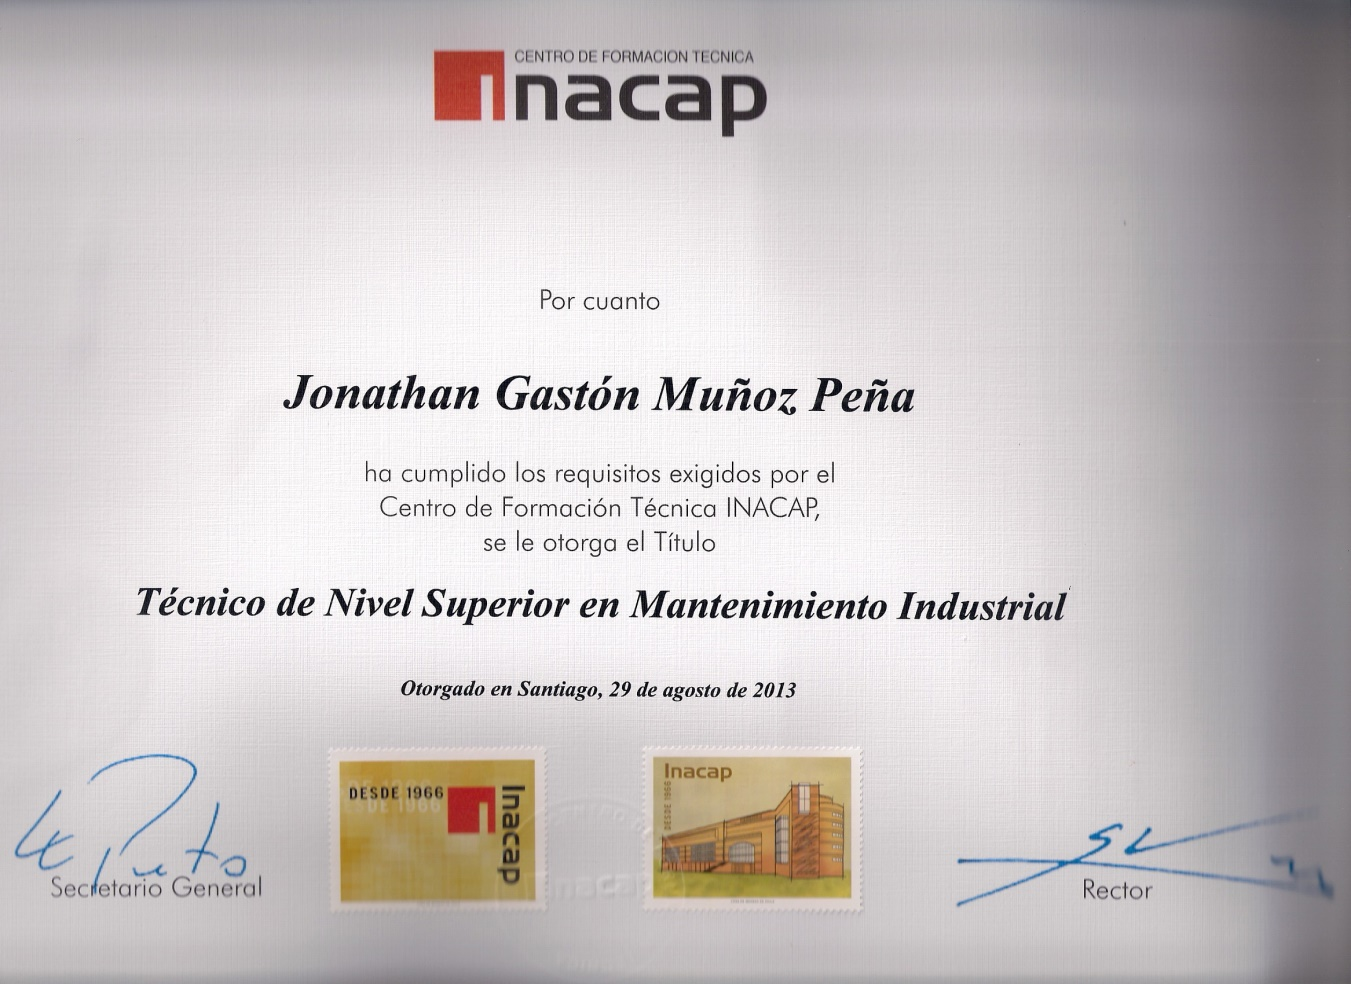 CENTRO DE FORMACION TECNICA
Inacap
Por cuanto
Jonathan Gastón Muñoz Peña
ha cumplido los requisitos exigidos por el
Centro de Formación Técnica INACAP,
se le otorga el Título
Técnico de Nivel Superior en Mantenimiento Industrial
Otorgado en Santiago, 29 de agosto de 2013
DESDE 1966
Inacap
Inacap
DESDE 1966
Secretario General
Rector